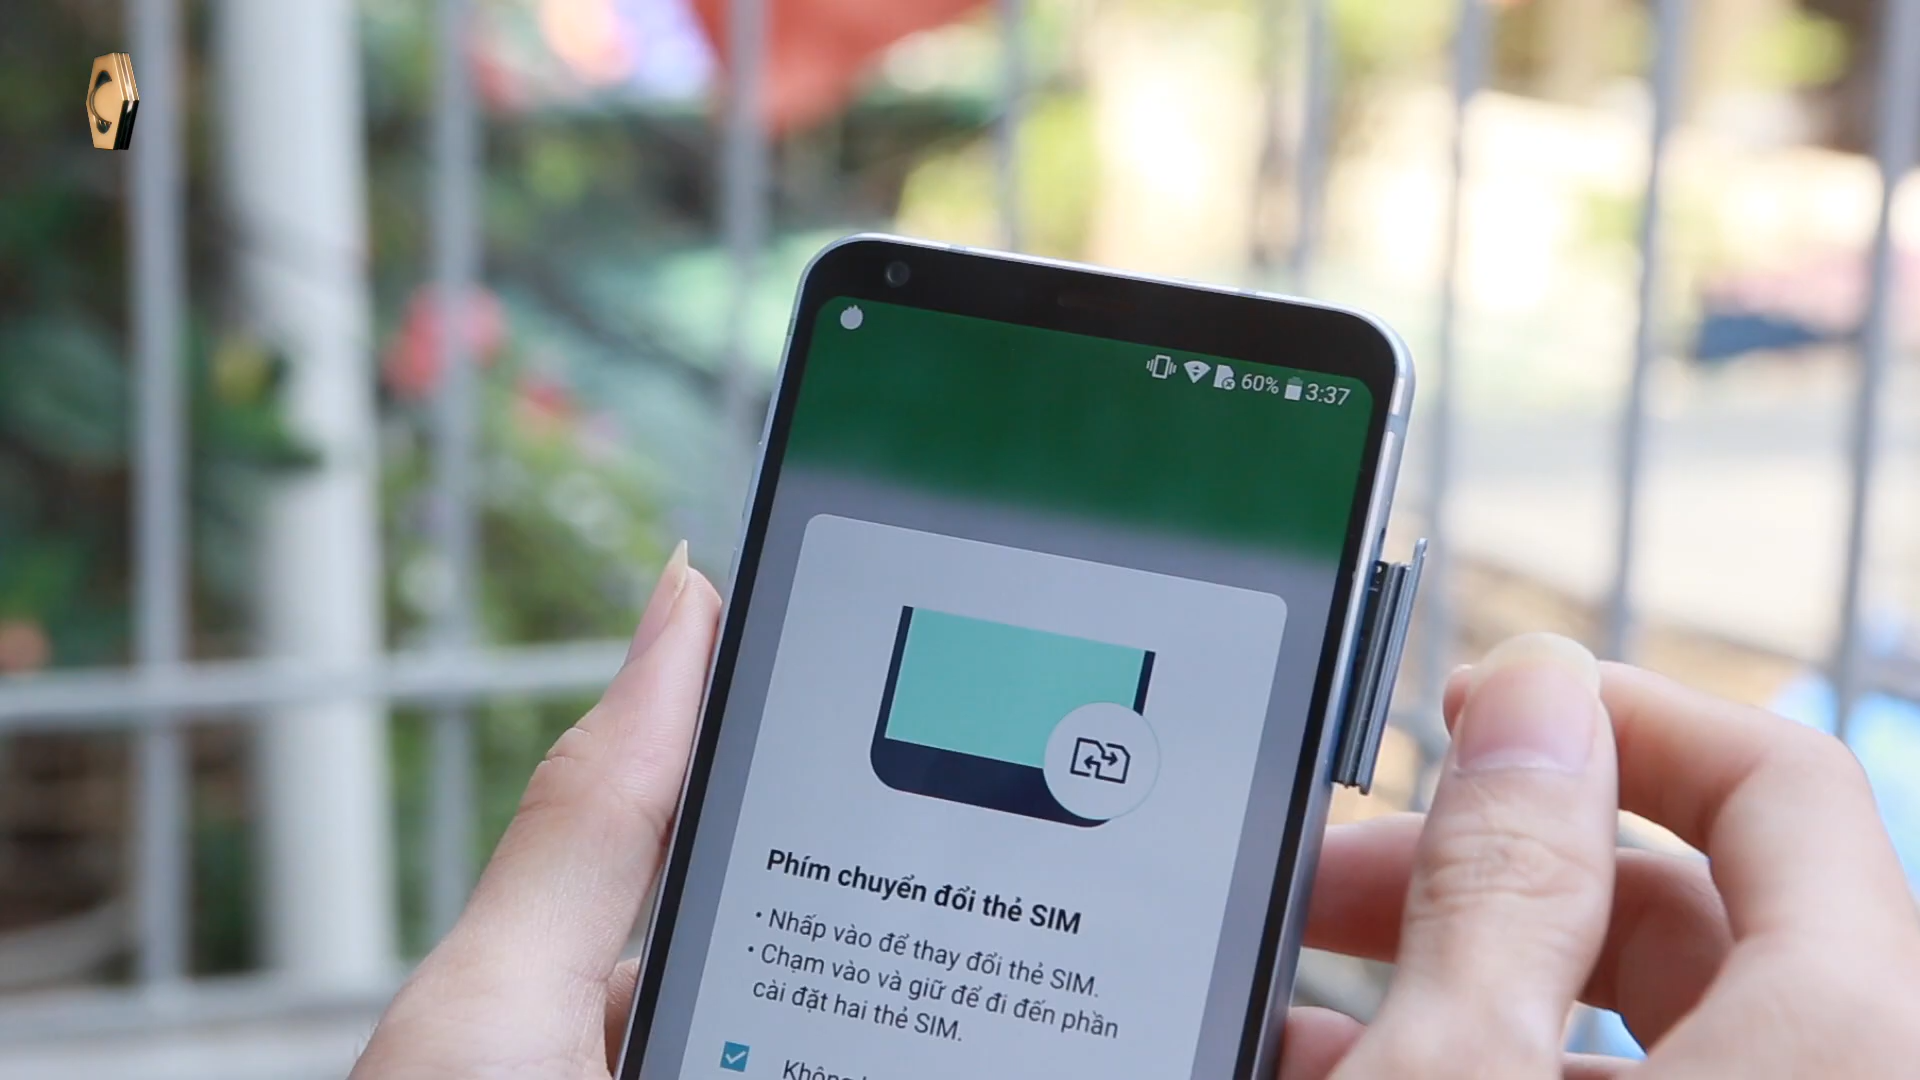 60% 3:37
Phím chuyển đổi thẻ SIM
• Nhấp vào để thay đổi thẻ SIM.
• Chạm vào và giữ để đi đến phần
cài đặt hai thẻ SIM.
Không